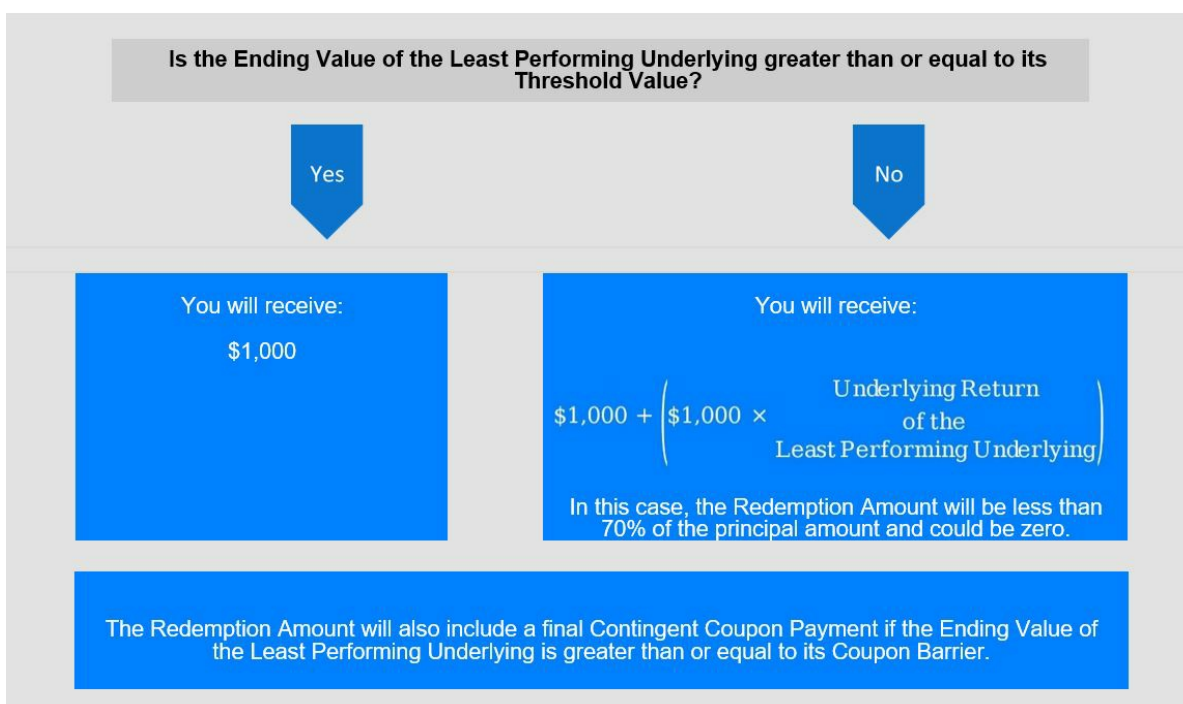 Is the Ending Value of the Least Performing Underlying greater than or equal to its
Threshold Value?
Yes
No
You will receive:
$1,000
You will receive:
$1,000 + ($1,000 × Underlying Return
of the
Least Performing Underlying)
In this case, the Redemption Amount will be less than
70% of the principal amount and could be zero.
The Redemption Amount will also include a final Contingent Coupon Payment if the Ending Value of
the Least Performing Underlying is greater than or equal to its Coupon Barrier.